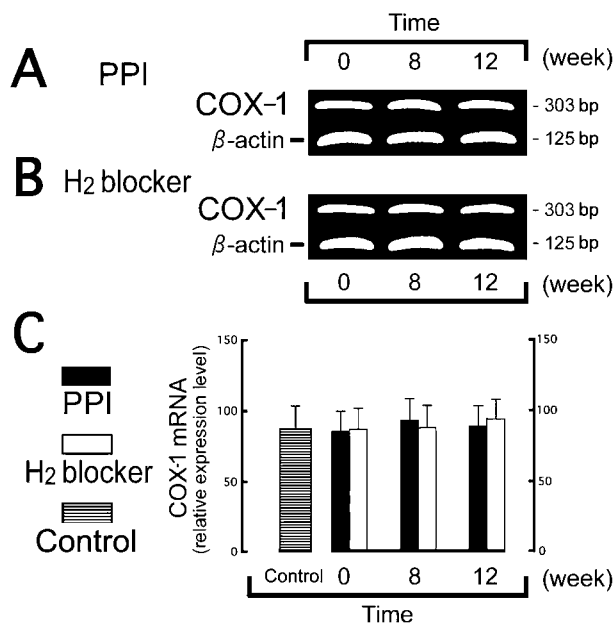 Time
A PPI 0 8 12 (week)
COX-1 - 303 bp
β-actin - 125 bp
B H2 blocker
COX-1 - 303 bp
β-actin - 125 bp
0 8 12 (week)
C
PPI
H2 blocker
Control
COX-1 mRNA
(relative expression level)
150 150
100 100
50 50
0 0
Control 0 8 12 (week)
Time